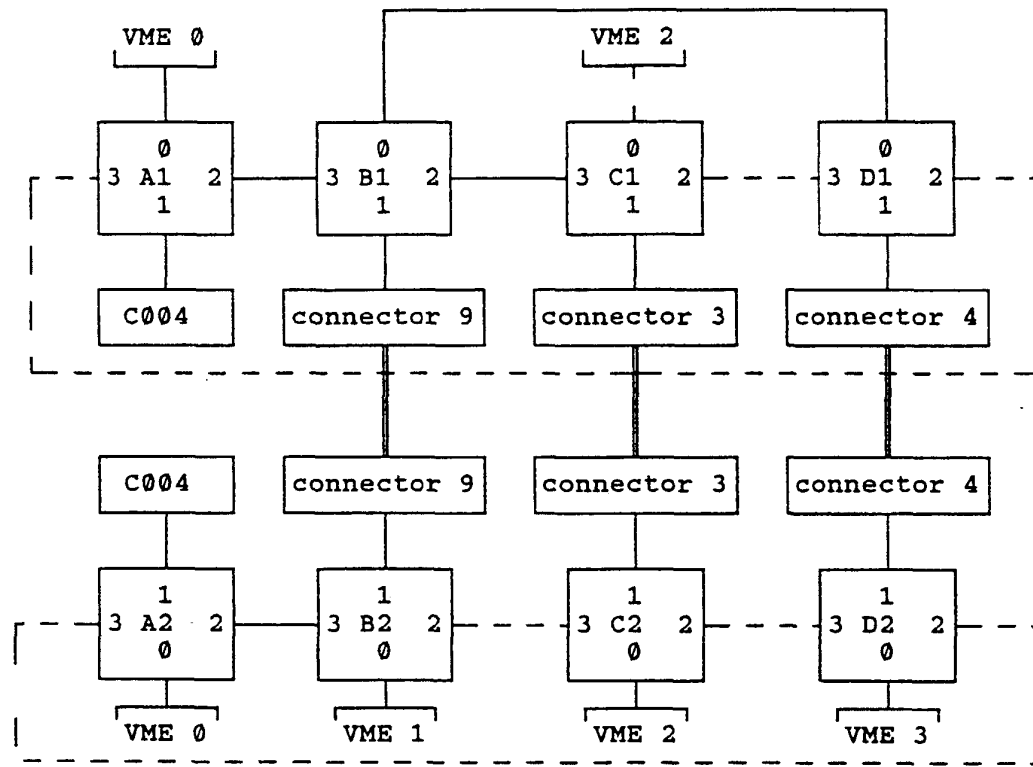 VME 0 VME 2
0 0 0 0
3 A1 2 3 B1 2 3 C1 2 3 D1 2
1 1 1 1
C004 connector 9 connector 3 connector 4
C004 connector 9 connector 3 connector 4
1 1 1 1
3 A2 2 3 B2 2 3 C2 2 3 D2 2
0 0 0 0
VME 0 VME 1 VME 2 VME 3